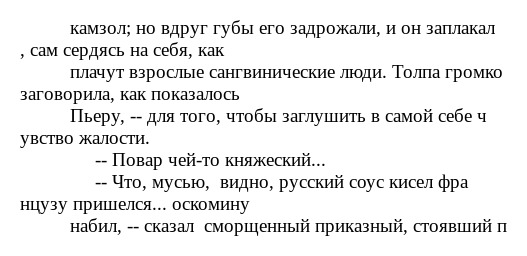 камзол; но вдруг губы его задрожали, и он заплакал
, сам сердясь на себя, как
плачут взрослые сангвинические люди. Толпа громко
заговорила, как показалось
Пьеру, -- для того, чтобы заглушить в самой себе ч
увство жалости.
-- Повар чей-то княжеский...
-- Что, мусью,  видно, русский соус кисел фра
нцузу пришелся... оскомину
набил, -- сказал  сморщенный приказный, стоявший п